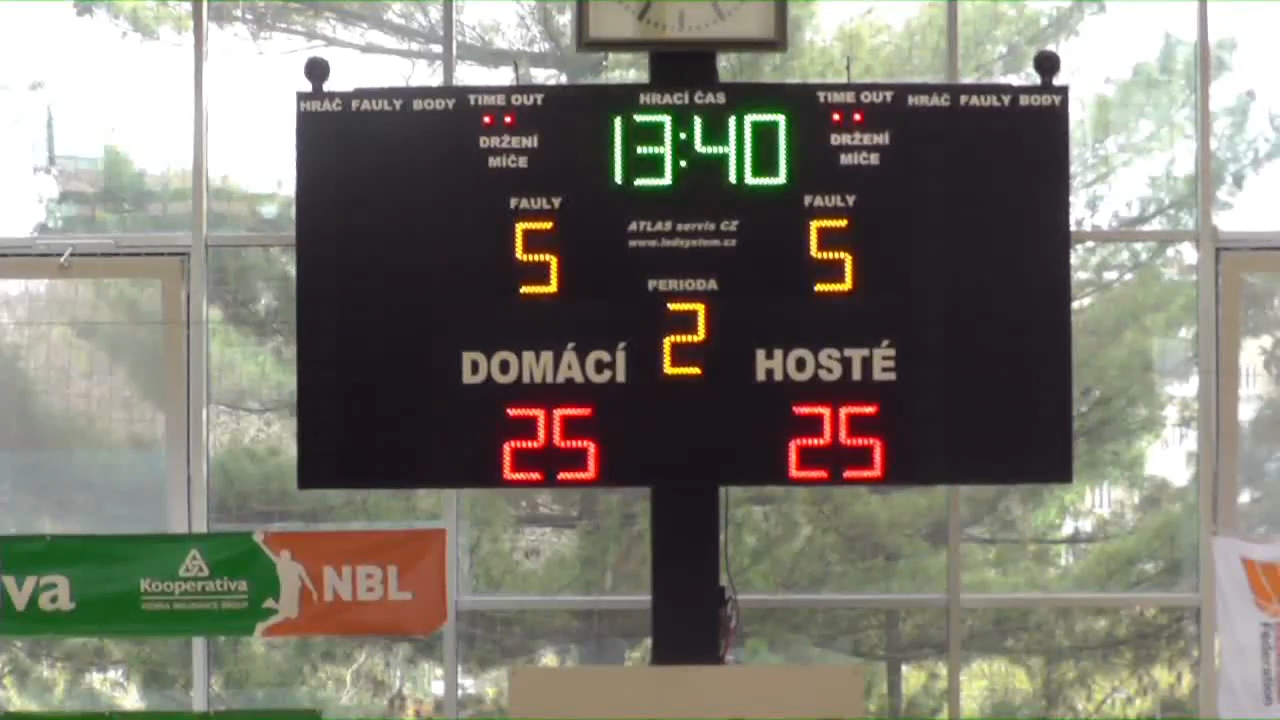 HRÁČ FAULY BODY
TIME OUT
DRŽENÍ
MÍČE
HRACÍ ČAS
13:40
TIME OUT
DRŽENÍ
MÍČE
HRÁČ FAULY BODY
FAULY
5
ATLAS servis CZ
www.ledsystem.cz
FAULY
5
PERIODA
2
DOMÁCÍ
25
HOSTÉ
25
va
Kooperativa
VIENNA INSURANCE GROUP
NBL
Federation